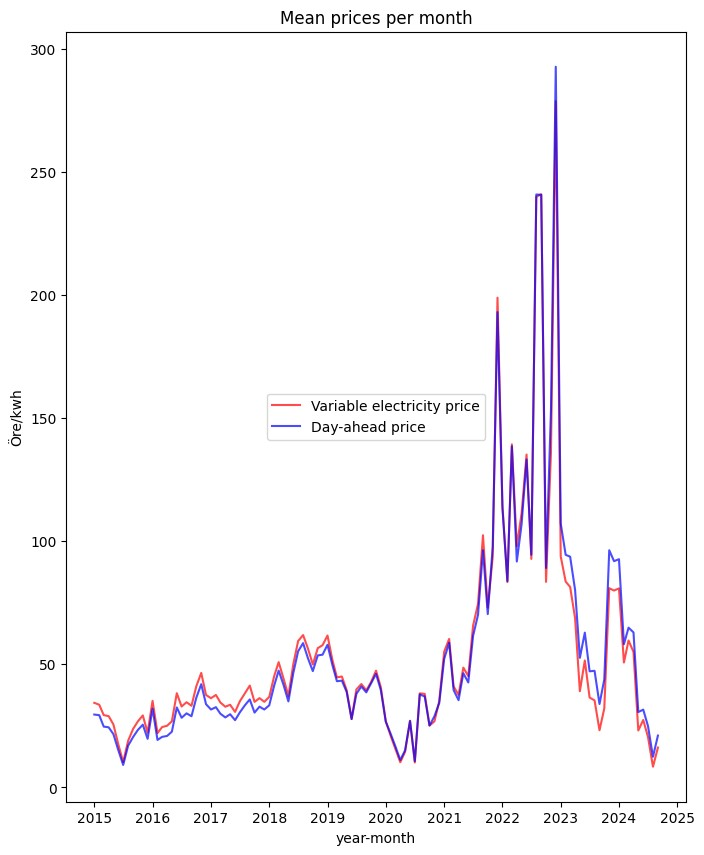 Mean prices per month
300
250
200
150
100
50
0
Öre/kwh
Variable electricity price
Day-ahead price
2015 2016 2017 2018 2019 2020 2021 2022 2023 2024 2025
year-month